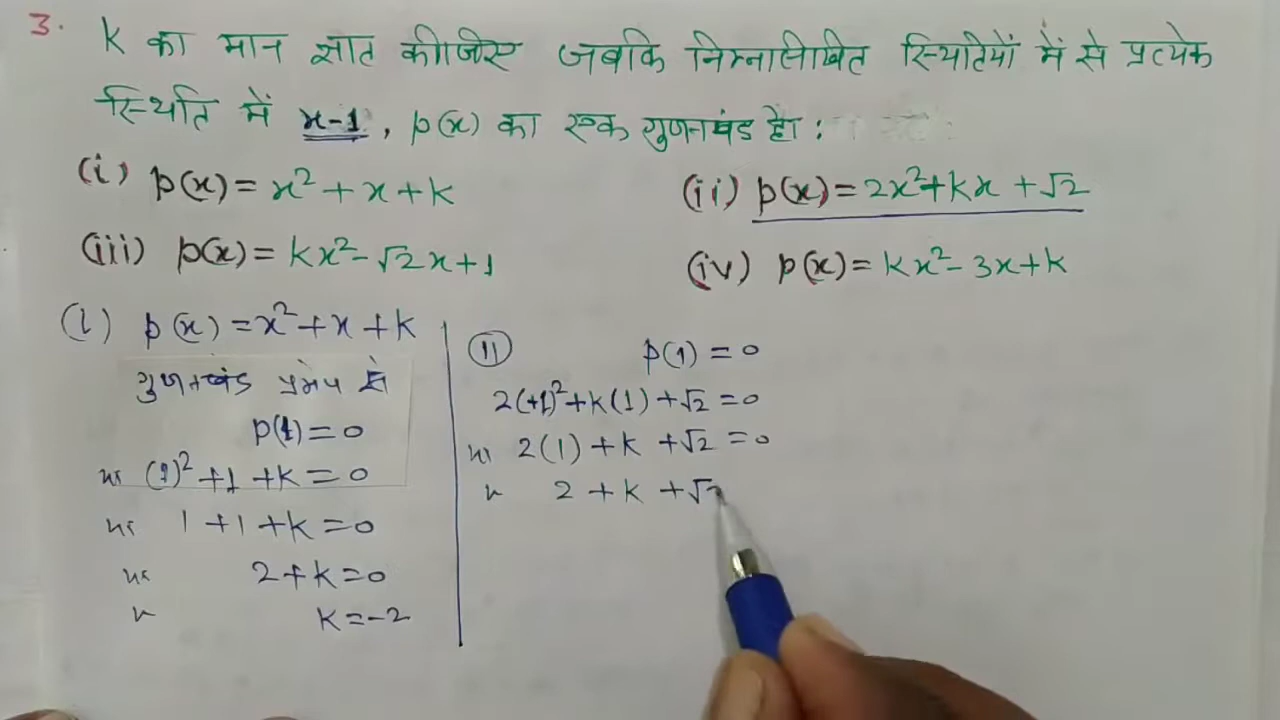 3. k का मान ज्ञात कीजिए जबकि निम्नलिखित स्थितियों में से प्रत्येक
स्थिति में x-1, p(x) का एक गुणनखंड हो :
(i) p(x) = x² + x + k
(ii) p(x) = 2x² + kx + √2
(iii) p(x) = kx² - √2x + 1
(iv) p(x) = kx² - 3x + k
(i) p(x) = x² + x + k
गुणनखंड प्रमेय से
p(1) = 0
या (1)² + 1 + k = 0
या 1 + 1 + k = 0
या 2 + k = 0
k = -2
(ii) p(1) = 0
2(+1)² + k(1) + √2 = 0
या 2(1) + k + √2 = 0
2 + k + √2